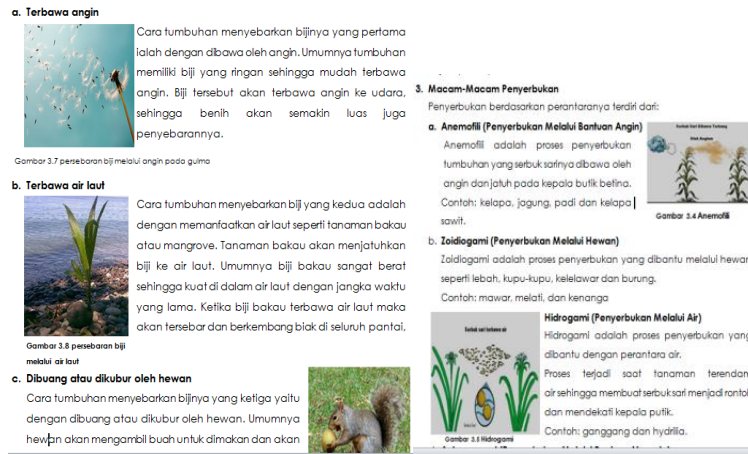 a. Terbawa angin
Cara tumbuhan menyebarkan bijinya yang pertama
ialah dengan dibawa oleh angin. Umumnya tumbuhan
memiliki biji yang ringan sehingga mudah terbawa
angin. Biji tersebut akan terbawa angin ke udara,
sehingga benih akan semakin luas juga
penyebarannya.
Gambar 3.7 persebaran biji melalui angin pada gulma
b. Terbawa air laut
Cara tumbuhan menyebarkan biji yang kedua adalah
dengan memanfaatkan air laut seperti tanaman bakau
atau mangrove. Tanaman bakau akan menjatuhkan
biji ke air laut. Umumnya biji bakau sangat berat
sehingga kuat di dalam air laut dengan jangka waktu
yang lama. Ketika biji bakau terbawa air laut maka
akan tersebar dan berkembang biak di seluruh pantai.
Gambar 3.8 persebaran biji
melalui air laut
c. Dibuang atau dikubur oleh hewan
Cara tumbuhan menyebarkan bijinya yang ketiga yaitu
dengan dibuang atau dikubur oleh hewan. Umumnya
hewan akan mengambil buah untuk dimakan dan akan
3. Macam-Macam Penyerbukan
Penyerbukan berdasarkan perantaranya terdiri dari:
a. Anemofili (Penyerbukan Melalui Bantuan Angin)
Anemofili adalah proses penyerbukan
tumbuhan yang serbuk sarinya dibawa oleh
angin dan jatuh pada kepala butik betina.
Contoh: kelapa, jagung, padi dan kelapa
sawit.
Serbuk Sari Dibawa Terbang
Oleh Angin
Gambar 3.4 Anemofili
b. Zoidiogami (Penyerbukan Melalui Hewan)
Zoidiogami adalah proses penyerbukan yang dibantu melalui hewan
seperti lebah, kupu-kupu, kelelawar dan burung.
Contoh: mawar, melati, dan kenanga
Hidrogami (Penyerbukan Melalui Air)
Hidrogami adalah proses penyerbukan yang
dibantu dengan perantara air.
Proses terjadi saat tanaman terendam
air sehingga membuat serbuk sari menjadi rontok
dan mendekati kepala putik.
Contoh: ganggang dan hydrilla.
Serbuk sari terbawa air
Gambar 3.5 Hidrogami